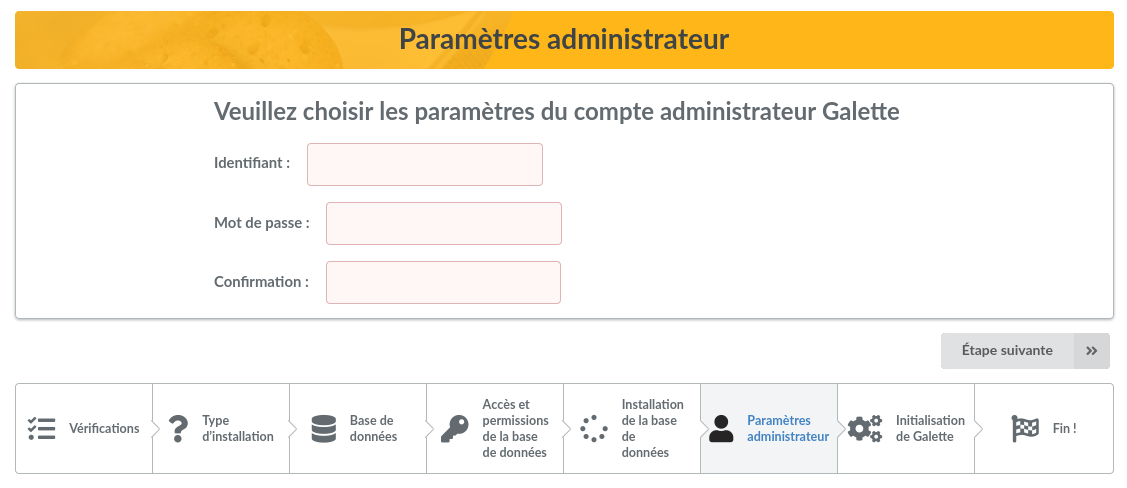 Paramètres administrateur
Veuillez choisir les paramètres du compte administrateur Galette
Identifiant :
Mot de passe :
Confirmation :
Étape suivante
Vérifications
Type
d'installation
Base de
données
Accès et
permissions
de la base
de données
Installation
de la base
de
données
Paramètres
administrateur
Initialisation
de Galette
Fin !